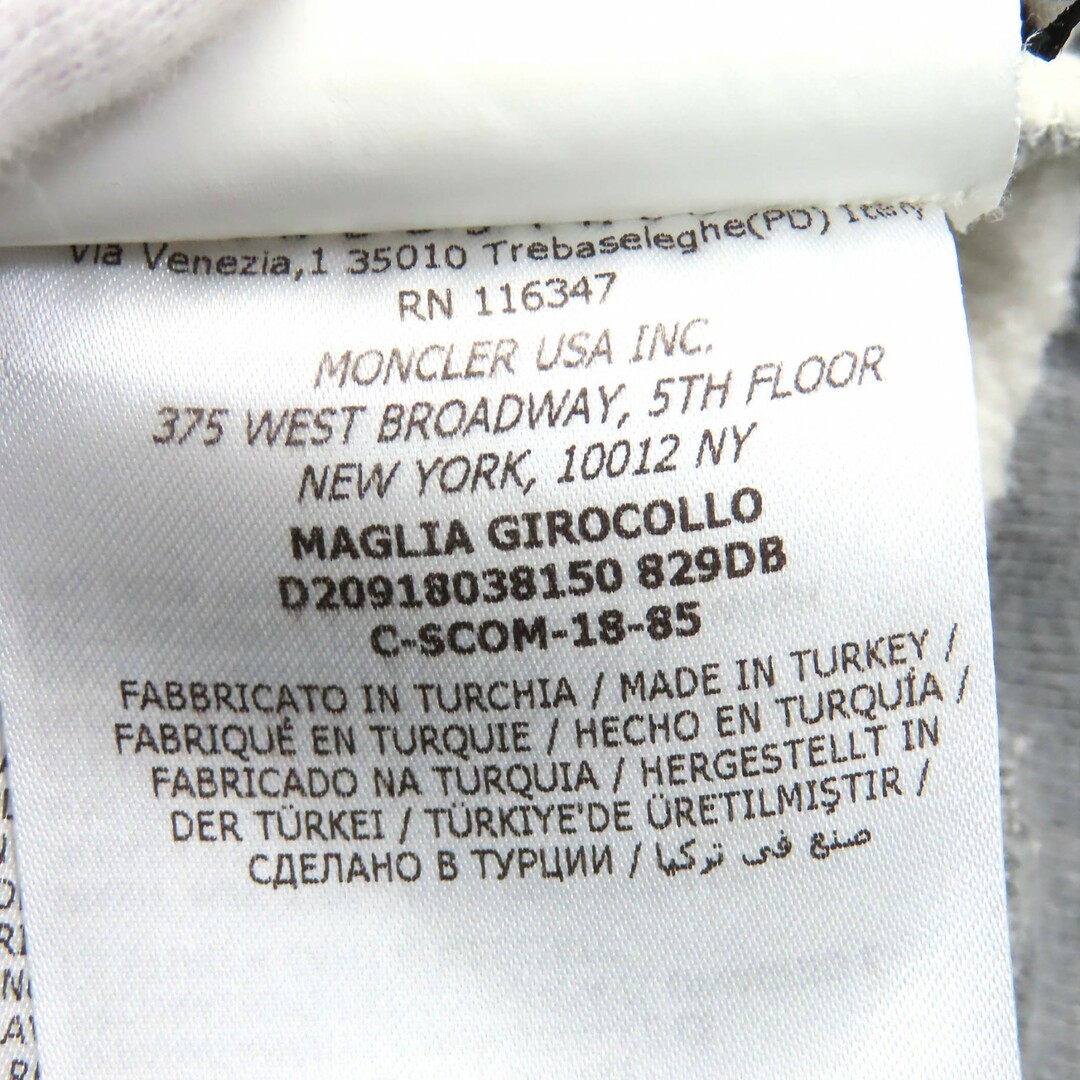 Via Venezia,1 35010 Trebaseleghe(PD) Italy
RN 116347
MONCLER USA INC.
375 WEST BROADWAY, 5TH FLOOR
NEW YORK, 10012 NY
MAGLIA GIROCOLLO
D20918038150 829DB
C-SCOM-18-85
FABBRICATO IN TURCHIA / MADE IN TURKEY /
FABRIQUÉ EN TURQUIE / HECHO EN TURQUÍA /
FABRICADO NA TURQUIA / HERGESTELLT IN
DER TÜRKEI / TÜRKİYE'DE ÜRETILMIŞTIR /
СДЕЛАНО В ТУРЦИИ / صنع في تركيا